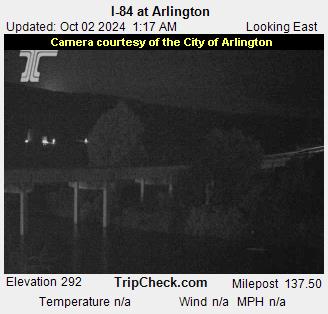 I-84 at Arlington
Updated: Oct 02 2024 1:17 AM Looking East
Camera courtesy of the City of Arlington
Elevation 292 TripCheck.com Milepost 137.50
Temperature n/a Wind n/a MPH n/a